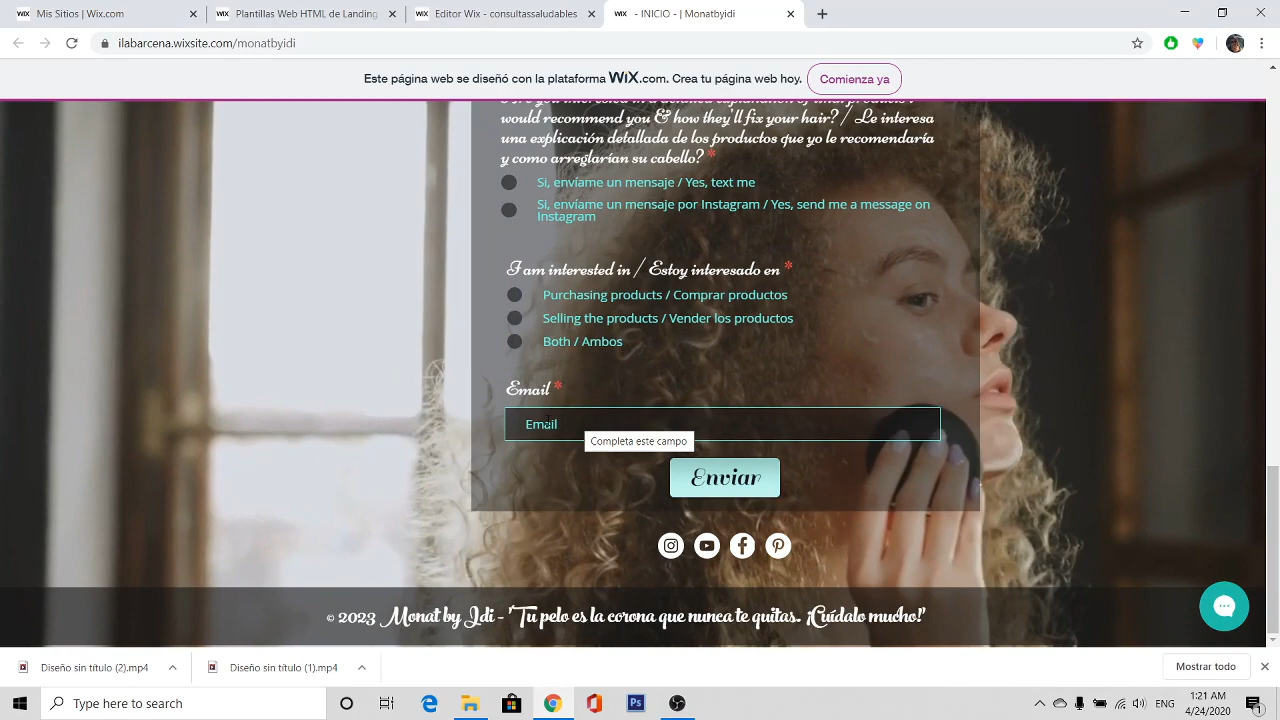 Mis Sitios | Wix.com
Plantillas Web HTML de Landing
Editor Wix - consultasdeables
WIX - INICIO - Monatbyidi
ilabarcena.wixsite.com/monatbyidi
Este página web se diseñó con la plataforma WiX.com. Crea tu página web hoy.
Comienza ya
would recommend you & how they'll fix your hair? / Le interesa
una explicación detallada de los productos que yo le recomendaría
y como arreglarían su cabello? *
Si, enviame un mensaje / Yes, text me
Si, enviame un mensaje por Instagram / Yes, send me a message on
Instagram
I am interested in / Estoy interesado en *
Purchasing products / Comprar productos
Selling the products / Vender los productos
Both / Ambos
Email *
Email
Completa este campo
Enviar
© 2023 Monat by Idi - "Tu pelo es la corona que nunca te quitas. ¡Cuídalo mucho!"
Diseño sin título (2).mp4
Diseño sin título (1).mp4
Mostrar todo
Type here to search
Ps
ENG
1:21 AM
4/24/2020